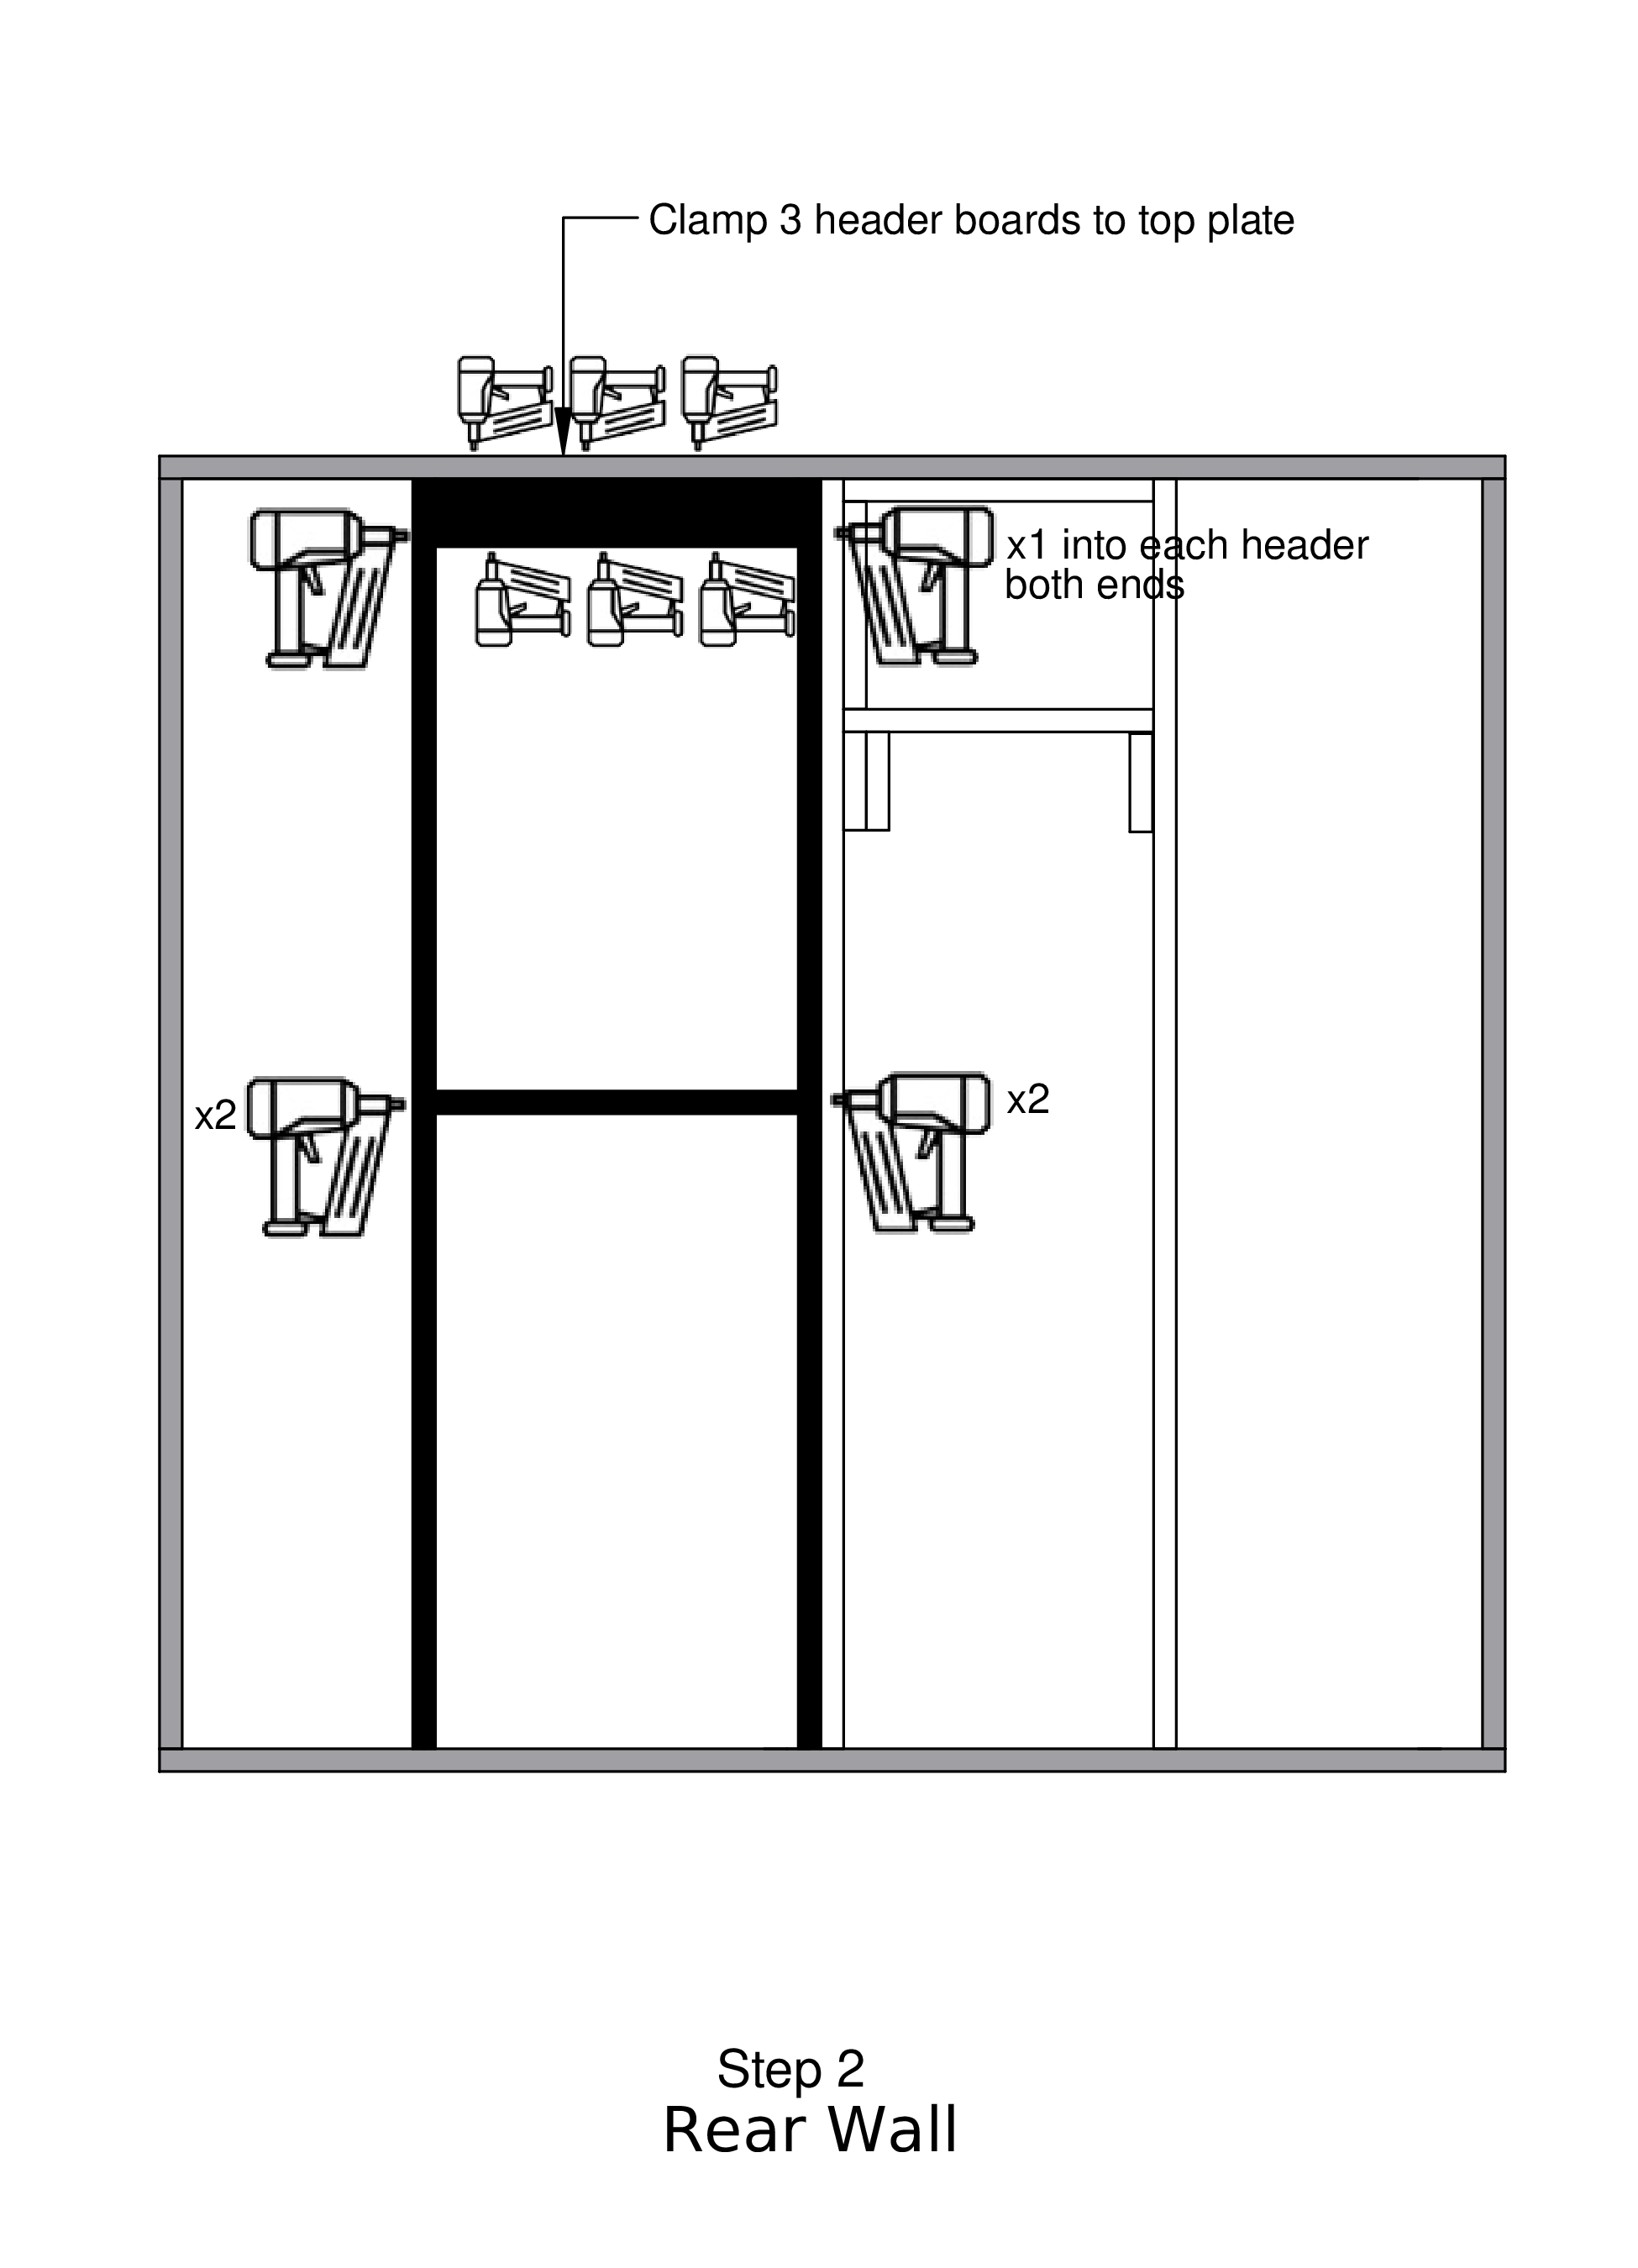 Clamp 3 header boards to top plate
x1 into each header
both ends
x2
x2
Step 2
Rear Wall